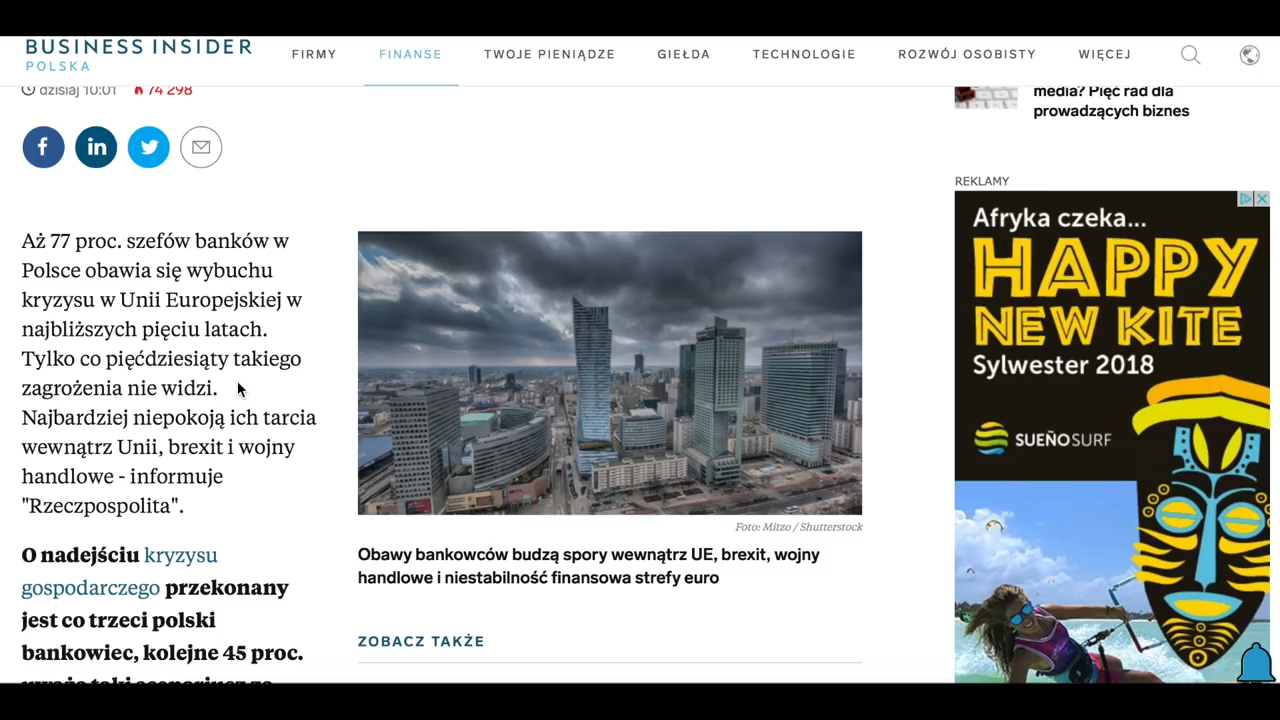 BUSINESS INSIDER
POLSKA
FIRMY
FINANSE
TWOJE PIENIĄDZE
GIEŁDA
TECHNOLOGIE
ROZWÓJ OSOBISTY
WIĘCEJ
dzisiaj 10:01 74 298
media? Pięć rad dla
prowadzących biznes
f in
Aż 77 proc. szefów banków w
Polsce obawia się wybuchu
kryzysu w Unii Europejskiej w
najbliższych pięciu latach.
Tylko co pięćdziesiąty takiego
zagrożenia nie widzi.
Najbardziej niepokoją ich tarcia
wewnątrz Unii, brexit i wojny
handlowe - informuje
"Rzeczpospolita".
O nadejściu kryzysu
gospodarczego przekonany
jest co trzeci polski
bankowiec, kolejne 45 proc.
uważa taki scenariusz za
Foto: Mitzo / Shutterstock
Obawy bankowców budzą spory wewnątrz UE, brexit, wojny
handlowe i niestabilność finansowa strefy euro
ZOBACZ TAKŻE
REKLAMY
Afryka czeka...
HAPPY
NEW KITE
Sylwester 2018
SUEÑOSURF